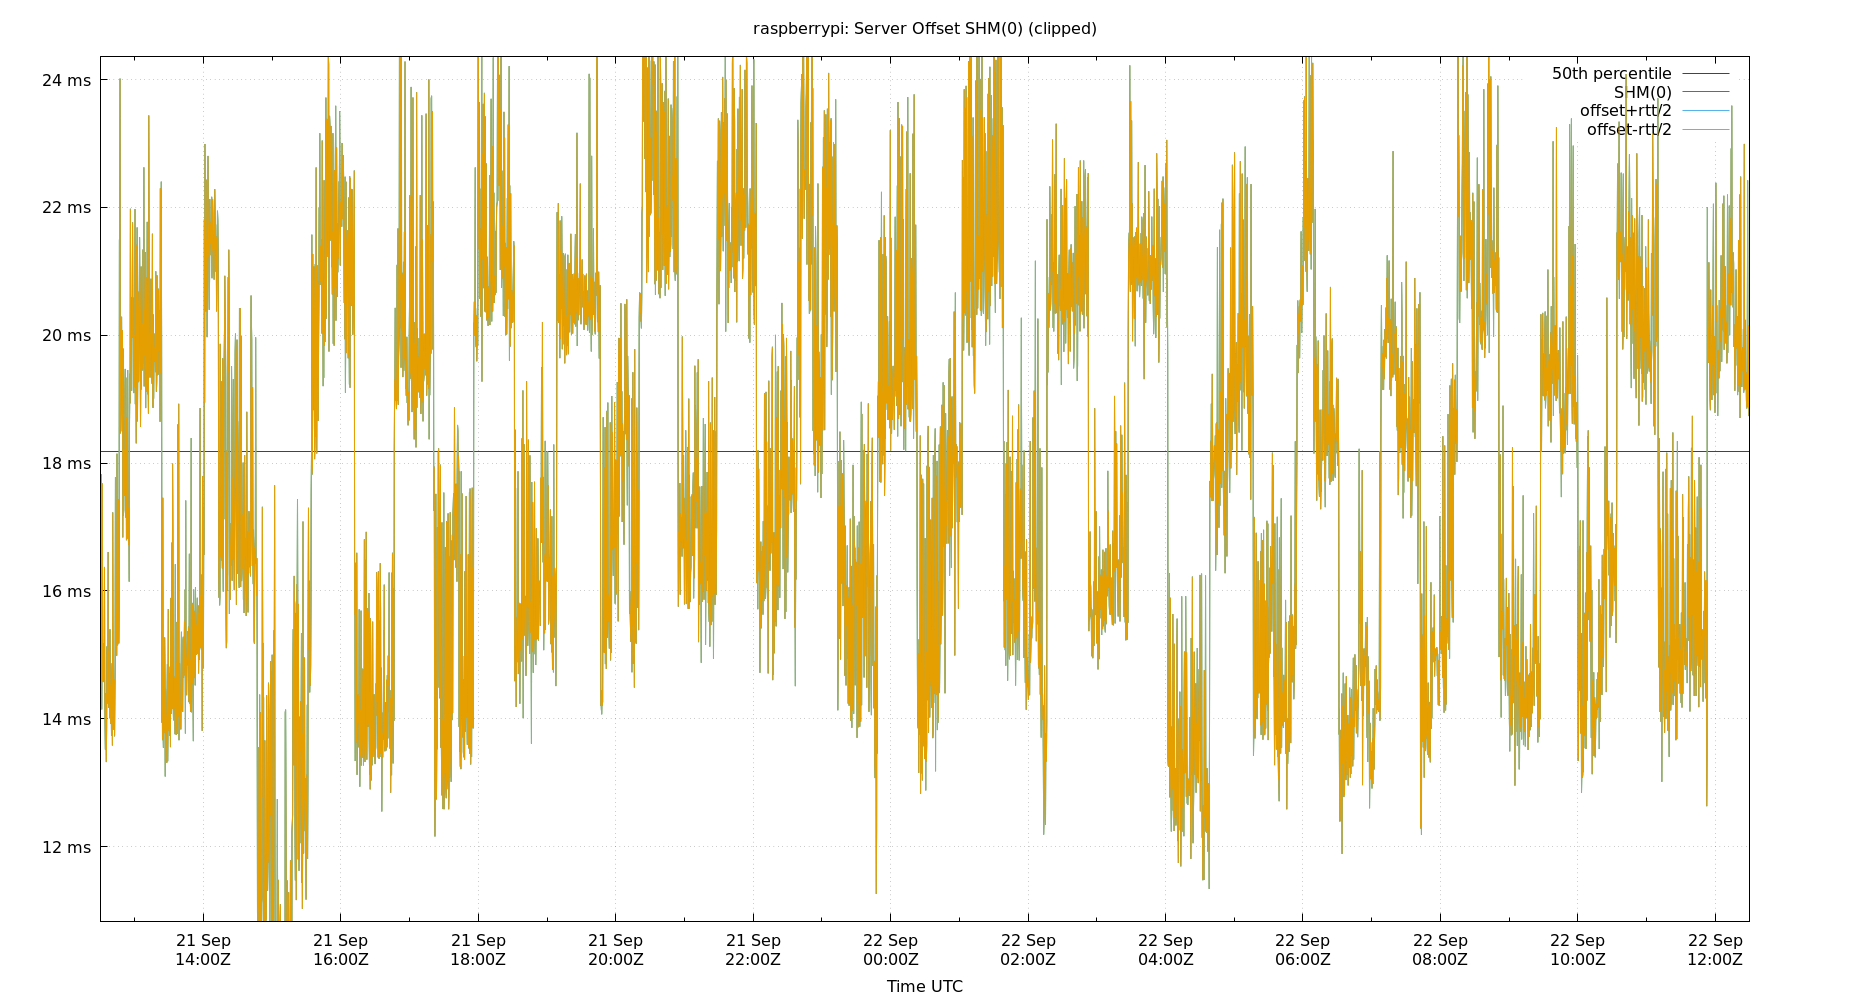 raspberrypi: Server Offset SHM(0) (clipped)
50th percentile
SHM(0)
offset+rtt/2
offset-rtt/2
24 ms
22 ms
20 ms
18 ms
16 ms
14 ms
12 ms
21 Sep 21 Sep 21 Sep 21 Sep 21 Sep 22 Sep 22 Sep 22 Sep 22 Sep 22 Sep 22 Sep 22 Sep
14:00Z 16:00Z 18:00Z 20:00Z 22:00Z 00:00Z 02:00Z 04:00Z 06:00Z 08:00Z 10:00Z 12:00Z
Time UTC